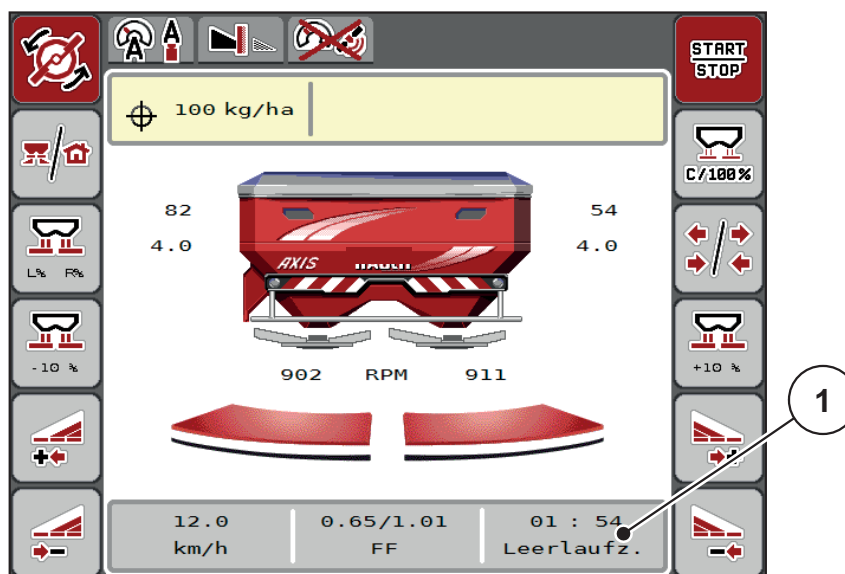 A
A
START
STOP
100 kg/ha
C/100%
82
54
4.0
4.0
AXIS
RAUCH
L% R%
-10 %
+10 %
902 RPM 911
1
12.0
km/h
0.65/1.01
FF
01 : 54
Leerlaufz.